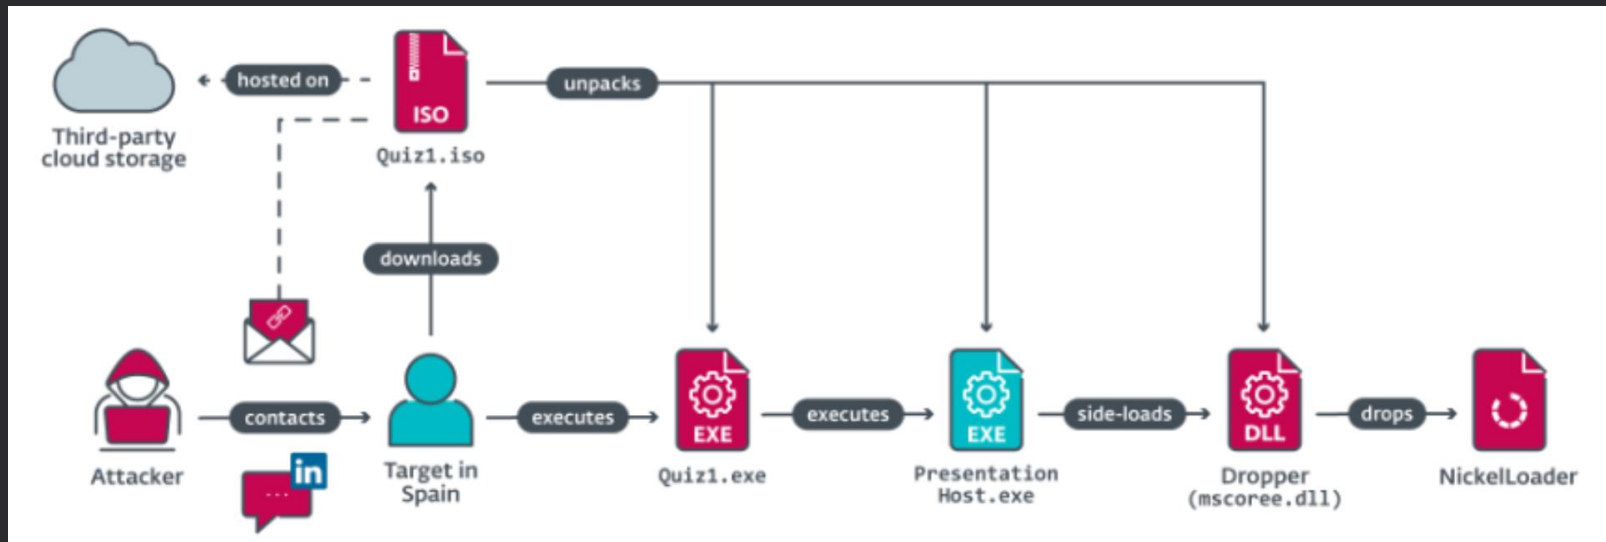 hosted on
ISO
unpacks
Third-party
cloud storage
Quiz1.iso
downloads
contacts
executes
EXE
executes
EXE
side-loads
DLL
drops
in
Attacker
Target in
Spain
Quiz1.exe
Presentation
Host.exe
Dropper
(mscoree.dll)
NickelLoader